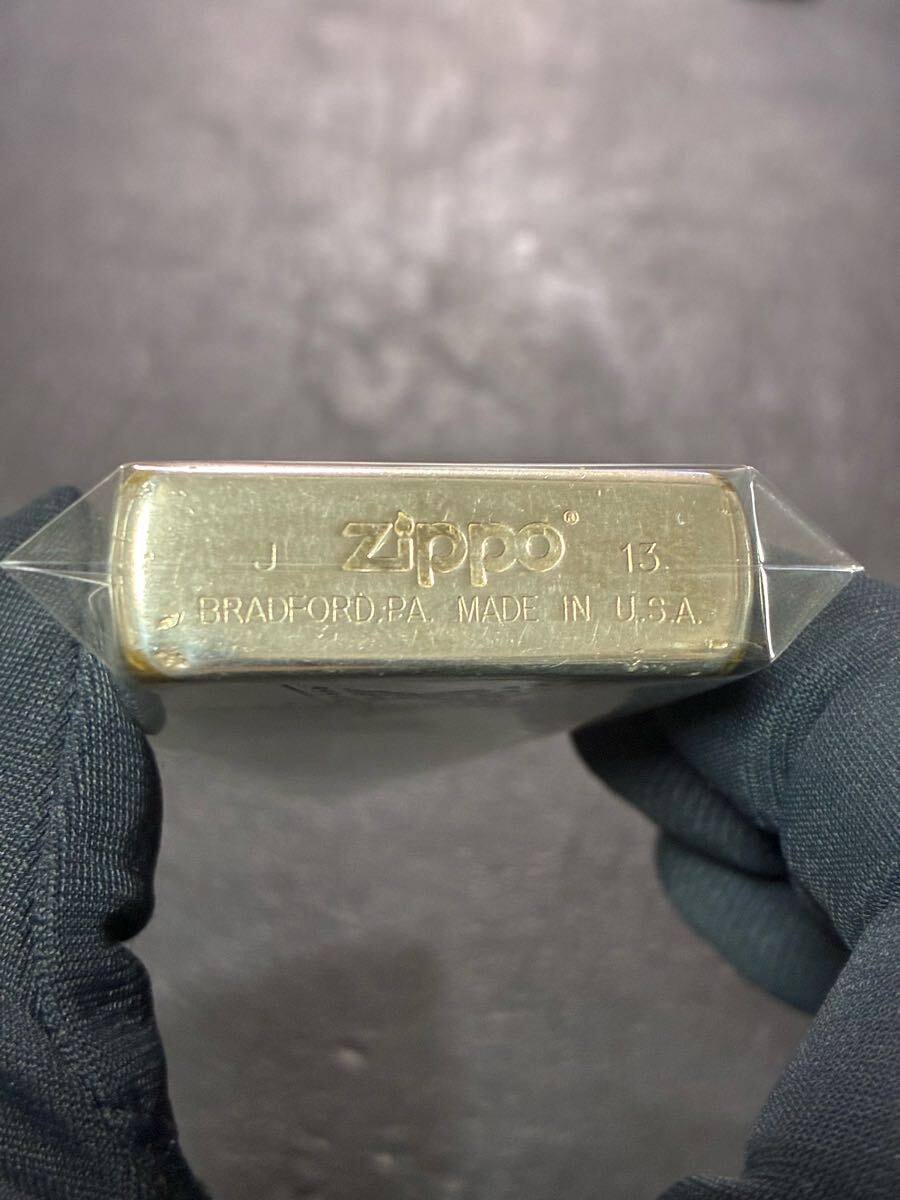 J Zippo® 13
BRADFORD, PA. MADE IN U.S.A.